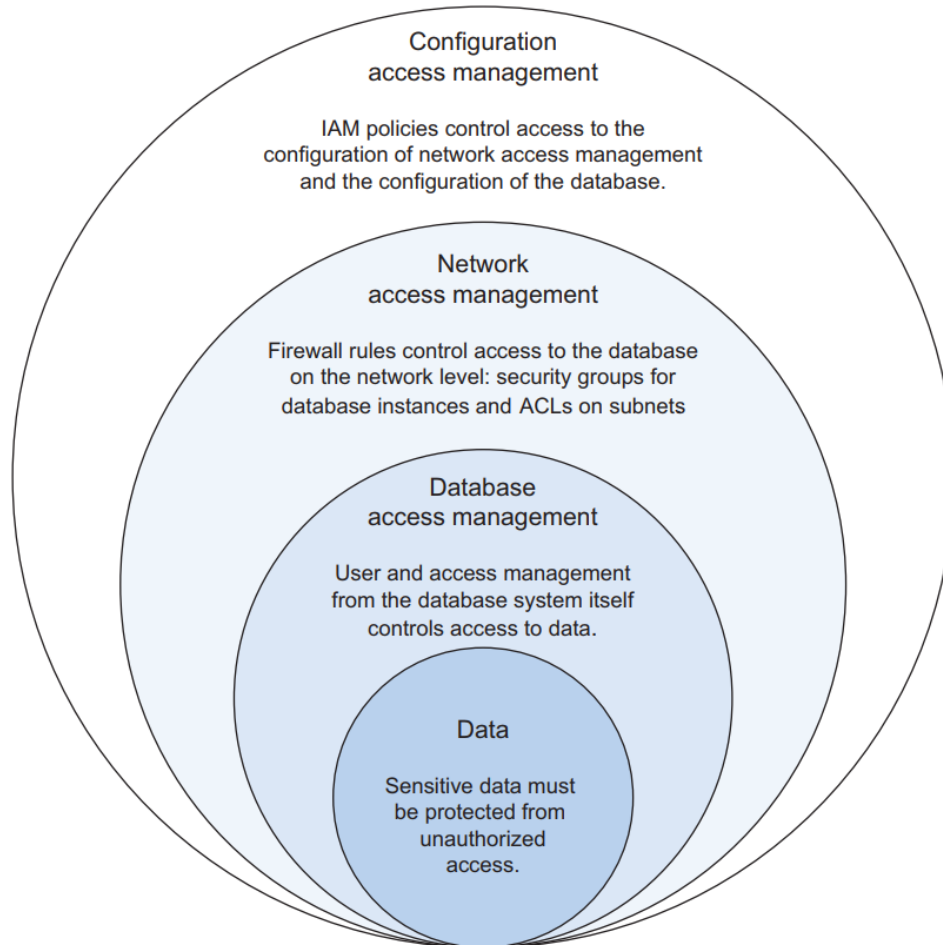 Configuration
access management
IAM policies control access to the
configuration of network access management
and the configuration of the database.
Network
access management
Firewall rules control access to the database
on the network level: security groups for
database instances and ACLs on subnets
Database
access management
User and access management
from the database system itself
controls access to data.
Data
Sensitive data must
be protected from
unauthorized
access.